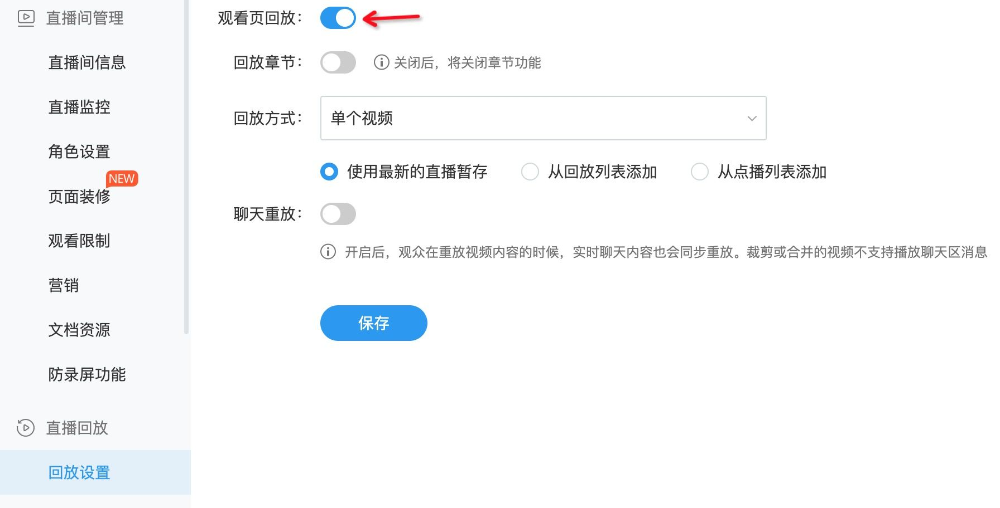 直播间管理
直播间信息
直播监控
角色设置
NEW
页面装修
观看限制
营销
文档资源
防录屏功能
直播回放
回放设置
观看页回放：
回放章节：
关闭后，将关闭章节功能
回放方式：
单个视频
使用最新的直播暂存 从回放列表添加 从点播列表添加
聊天重放：
开启后，观众在重放视频内容的时候，实时聊天内容也会同步重放。裁剪或合并的视频不支持播放聊天区消息
保存